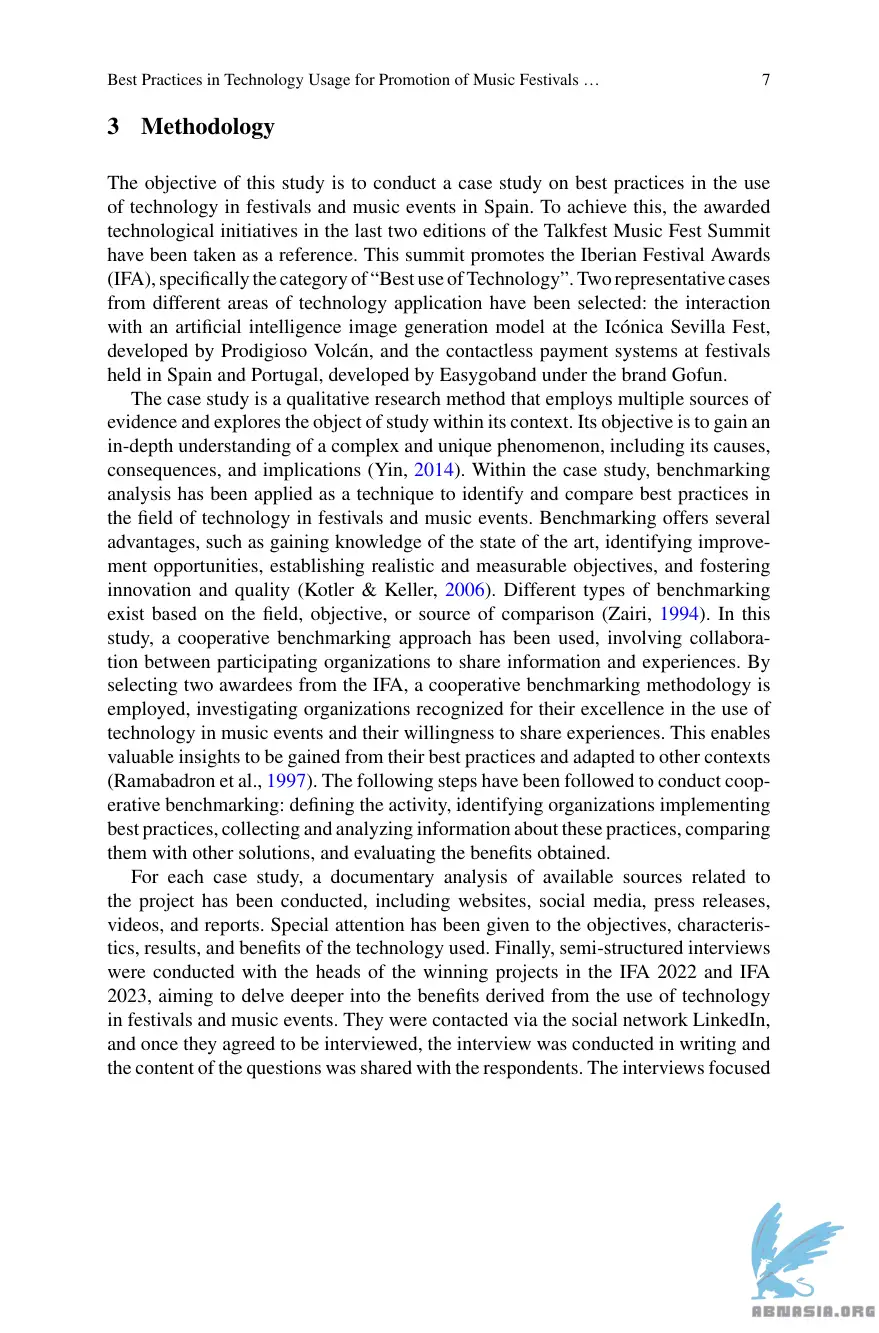 Best Practices in Technology Usage for Promotion of Music Festivals …
7
3 Methodology
The objective of this study is to conduct a case study on best practices in the use
of technology in festivals and music events in Spain. To achieve this, the awarded
technological initiatives in the last two editions of the Talkfest Music Fest Summit
have been taken as a reference. This summit promotes the Iberian Festival Awards
(IFA), specifically the category of “Best use of Technology”. Two representative cases
from different areas of technology application have been selected: the interaction
with an artificial intelligence image generation model at the Icónica Sevilla Fest,
developed by Prodigioso Volcán, and the contactless payment systems at festivals
held in Spain and Portugal, developed by Easygoband under the brand Gofun.
The case study is a qualitative research method that employs multiple sources of
evidence and explores the object of study within its context. Its objective is to gain an
in-depth understanding of a complex and unique phenomenon, including its causes,
consequences, and implications (Yin, 2014). Within the case study, benchmarking
analysis has been applied as a technique to identify and compare best practices in
the field of technology in festivals and music events. Benchmarking offers several
advantages, such as gaining knowledge of the state of the art, identifying improve-
ment opportunities, establishing realistic and measurable objectives, and fostering
innovation and quality (Kotler & Keller, 2006). Different types of benchmarking
exist based on the field, objective, or source of comparison (Zairi, 1994). In this
study, a cooperative benchmarking approach has been used, involving collabora-
tion between participating organizations to share information and experiences. By
selecting two awardees from the IFA, a cooperative benchmarking methodology is
employed, investigating organizations recognized for their excellence in the use of
technology in music events and their willingness to share experiences. This enables
valuable insights to be gained from their best practices and adapted to other contexts
(Ramabadron et al., 1997). The following steps have been followed to conduct coop-
erative benchmarking: defining the activity, identifying organizations implementing
best practices, collecting and analyzing information about these practices, comparing
them with other solutions, and evaluating the benefits obtained.
For each case study, a documentary analysis of available sources related to
the project has been conducted, including websites, social media, press releases,
videos, and reports. Special attention has been given to the objectives, characteris-
tics, results, and benefits of the technology used. Finally, semi-structured interviews
were conducted with the heads of the winning projects in the IFA 2022 and IFA
2023, aiming to delve deeper into the benefits derived from the use of technology
in festivals and music events. They were contacted via the social network LinkedIn,
and once they agreed to be interviewed, the interview was conducted in writing and
the content of the questions was shared with the respondents. The interviews focused
ABNASIA.ORG